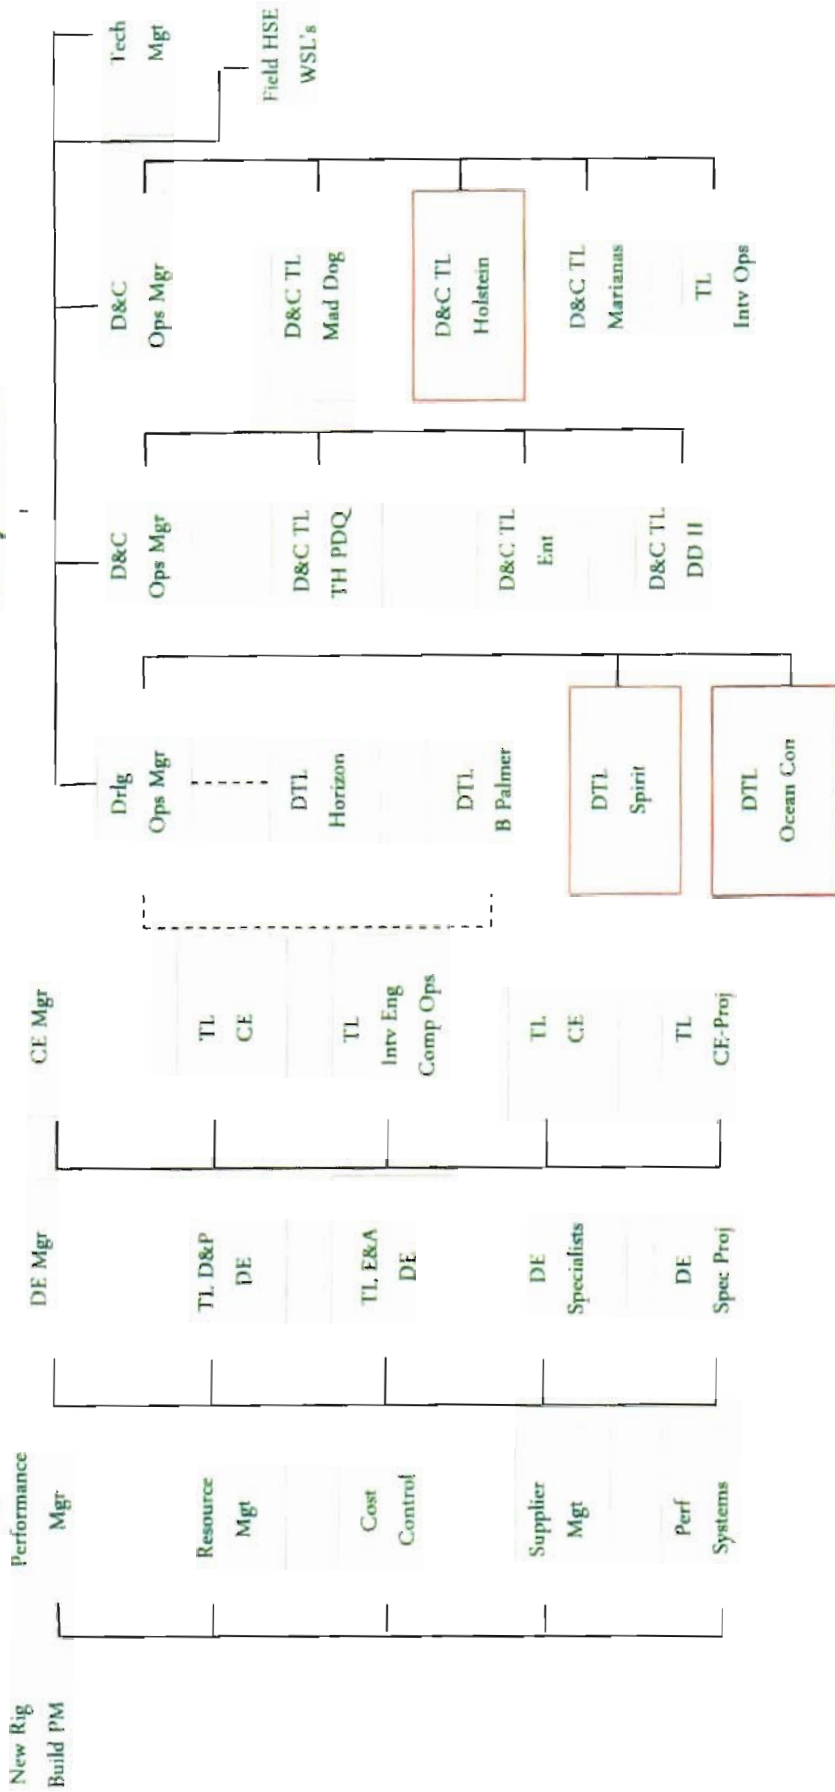 New Rig
Build PM
Performance
Mgr
Resource
Mgt
Cost
Control
Supplier
Mgt
Perf
Systems
DE Mgr
TL D&P
DE
TL E&A
DE
DE
Specialists
DE
Spec Proj
CE Mgr
TL
CE
TL
Intv Eng
Comp Ops
TL
CE
TL
CE-Proj
Drlg
Ops Mgr
DTL
Horizon
DTL
B Palmer
DTL
Spirit
DTL
Ocean Con
D&C
Ops Mgr
D&C TL
TH PDQ
D&C TL
Ent
D&C TL
DD II
D&C
Ops Mgr
D&C TL
Mad Dog
D&C TL
Holstein
D&C TL
Marianas
TL
Intv Ops
Tech
Mgt
Field HSE
WSL's